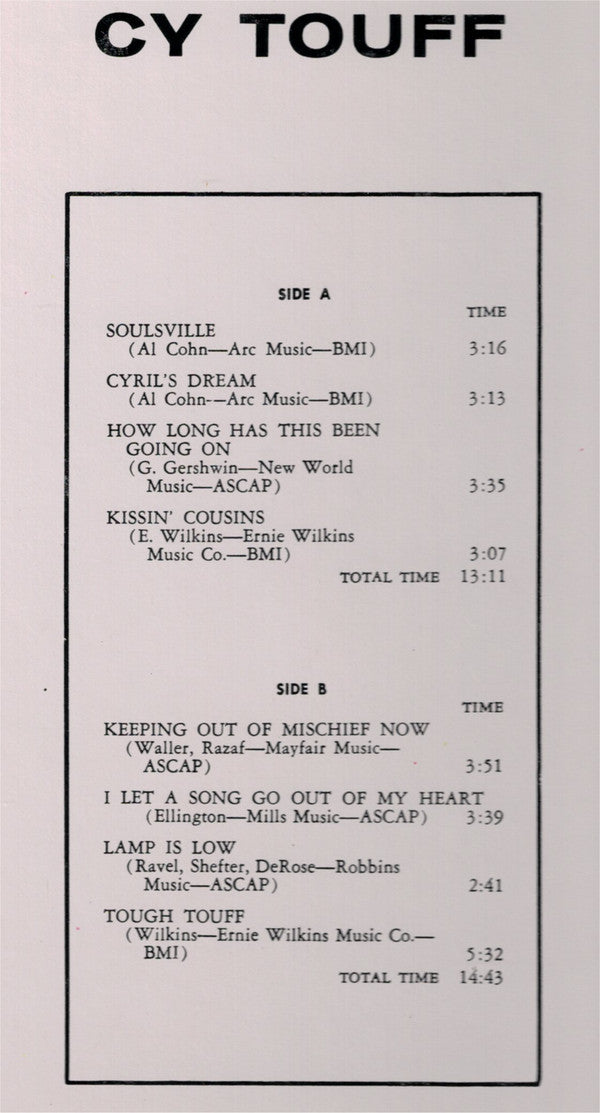 CY TOUFF
SIDE A
TIME
SOULSVILLE
(Al Cohn—Arc Music—BMI) 3:16
CYRIL'S DREAM
(Al Cohn-—Arc Music—BMI) 3:13
HOW LONG HAS THIS BEEN
GOING ON
(G. Gershwin—New World
Music—ASCAP) 3:35
KISSIN' COUSINS
(E. Wilkins—Ernie Wilkins
Music Co.—BMI) 3:07
TOTAL TIME 13:11
SIDE B
TIME
KEEPING OUT OF MISCHIEF NOW
(Waller, Razaf—Mayfair Music—
ASCAP) 3:51
I LET A SONG GO OUT OF MY HEART
(Ellington—Mills Music—ASCAP) 3:39
LAMP IS LOW
(Ravel, Shefter, DeRose—Robbins
Music—ASCAP) 2:41
TOUGH TOUFF
(Wilkins—Ernie Wilkins Music Co.—
BMI) 5:32
TOTAL TIME 14:43